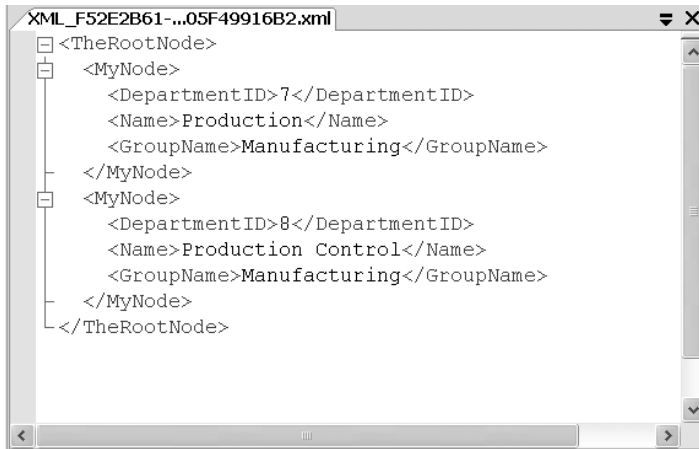 XML_F52E2B61-...05F49916B2.xml
<TheRootNode>
<MyNode>
<DepartmentID>7</DepartmentID>
<Name>Production</Name>
<GroupName>Manufacturing</GroupName>
</MyNode>
<MyNode>
<DepartmentID>8</DepartmentID>
<Name>Production Control</Name>
<GroupName>Manufacturing</GroupName>
</MyNode>
</TheRootNode>